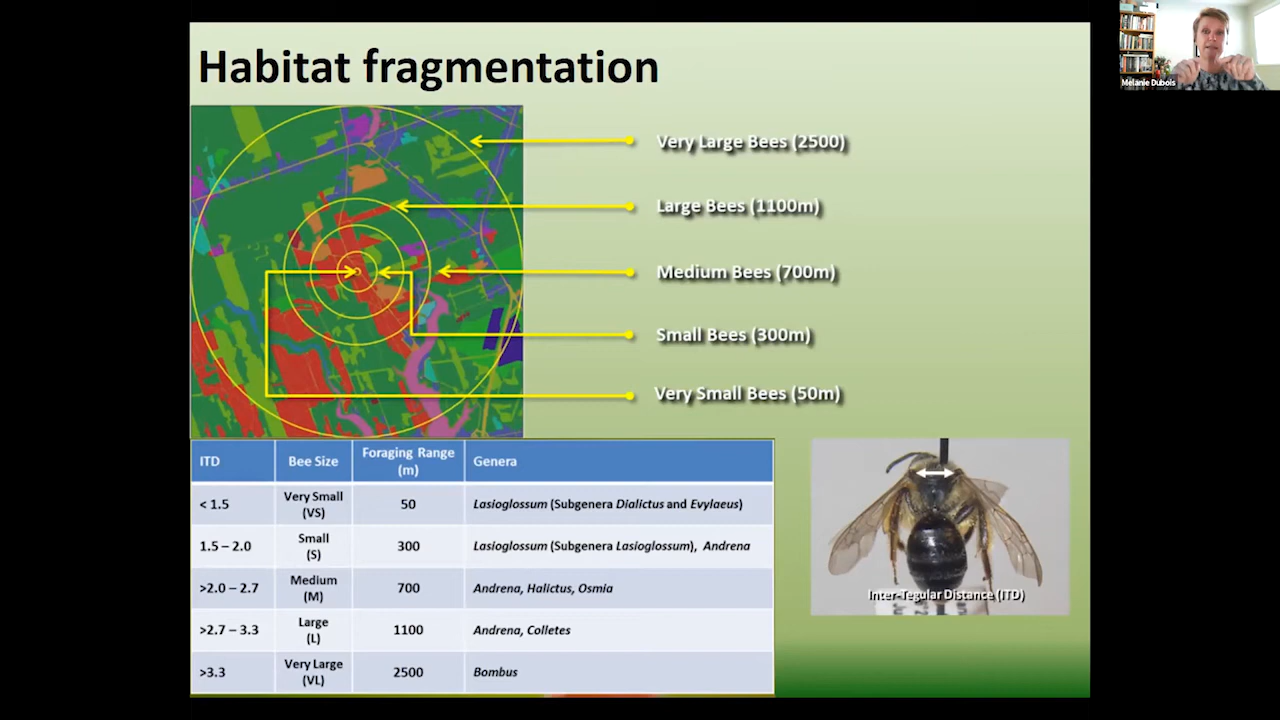 Habitat fragmentation
Melanie Dubois
Very Large Bees (2500)
Large Bees (1100m)
Medium Bees (700m)
Small Bees (300m)
Very Small Bees (50m)
ITD Bee Size Foraging Range (m) Genera
< 1.5 Very Small (VS) 50 Lasioglossum (Subgenera Dialictus and Evylaeus)
1.5 – 2.0 Small (S) 300 Lasioglossum (Subgenera Lasioglossum), Andrena
>2.0 – 2.7 Medium (M) 700 Andrena, Halictus, Osmia
>2.7 – 3.3 Large (L) 1100 Andrena, Colletes
>3.3 Very Large (VL) 2500 Bombus
Inter-Tegular Distance (ITD)